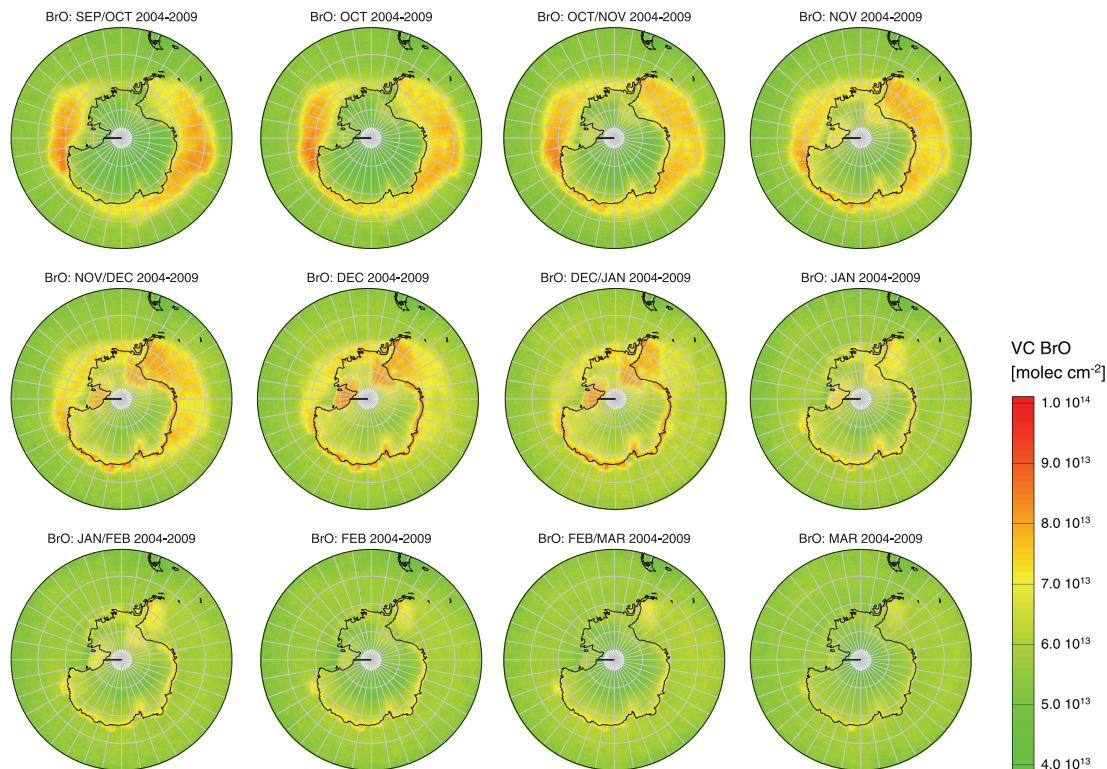 BrO: SEP/OCT 2004-2009
BrO: OCT 2004-2009
BrO: OCT/NOV 2004-2009
BrO: NOV 2004-2009
BrO: NOV/DEC 2004-2009
BrO: DEC 2004-2009
BrO: DEC/JAN 2004-2009
BrO: JAN 2004-2009
VC BrO
[molec cm⁻²]
1.0 10¹⁴
9.0 10¹³
8.0 10¹³
7.0 10¹³
6.0 10¹³
5.0 10¹³
4.0 10¹³
BrO: JAN/FEB 2004-2009
BrO: FEB 2004-2009
BrO: FEB/MAR 2004-2009
BrO: MAR 2004-2009